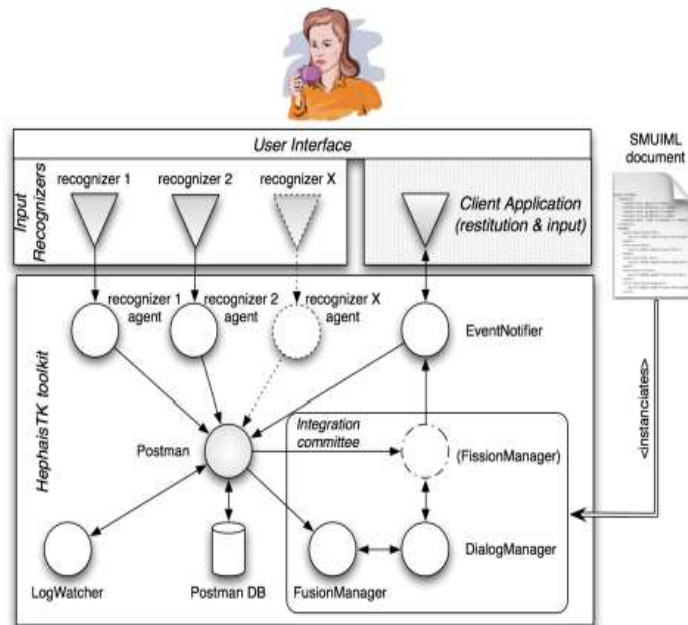 SMUIML
document
User Interface
Input
Recognizers
recognizer 1
recognizer 2
recognizer X
Client Application
(restitution & input)
HephaisTK toolkit
recognizer 1
agent
recognizer 2
agent
recognizer X
agent
EventNotifier
<instanciates>
Integration
committee
Postman
(FissionManager)
DialogManager
LogWatcher
Postman DB
FusionManager